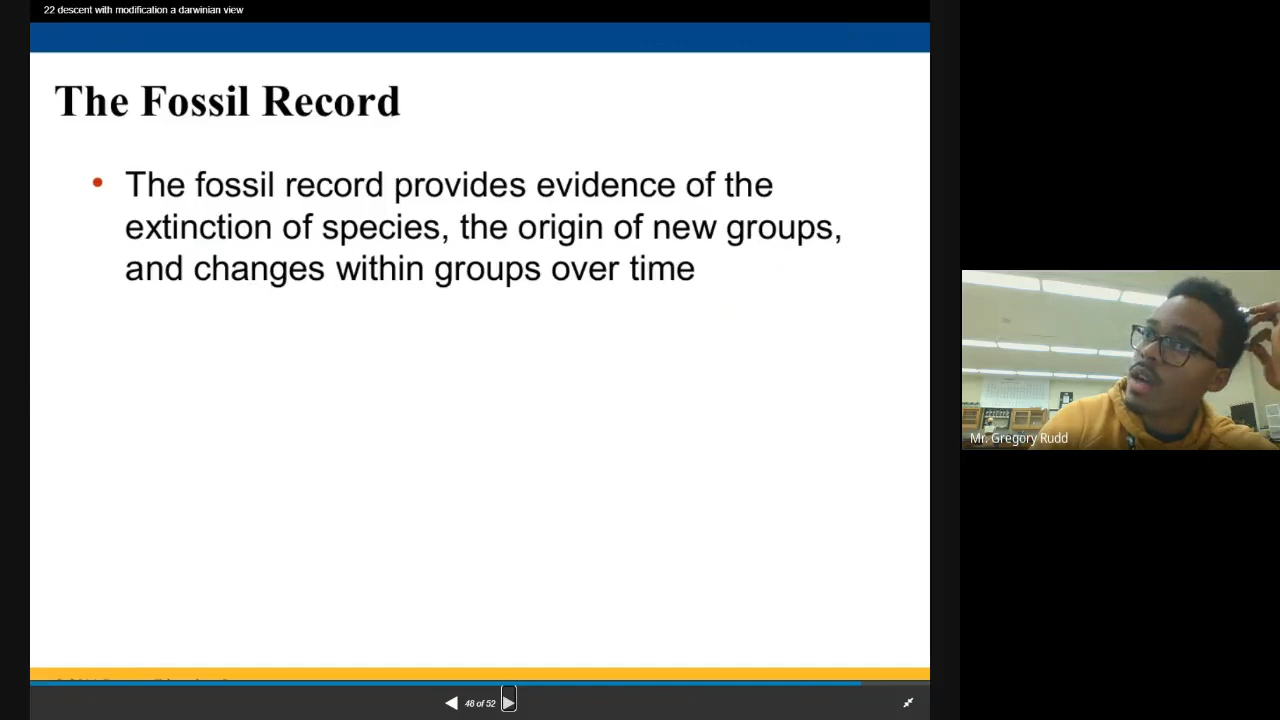 22 descent with modification a darwinian view
The Fossil Record
• The fossil record provides evidence of the
extinction of species, the origin of new groups,
and changes within groups over time
Mr. Gregory Rudd
48 of 52